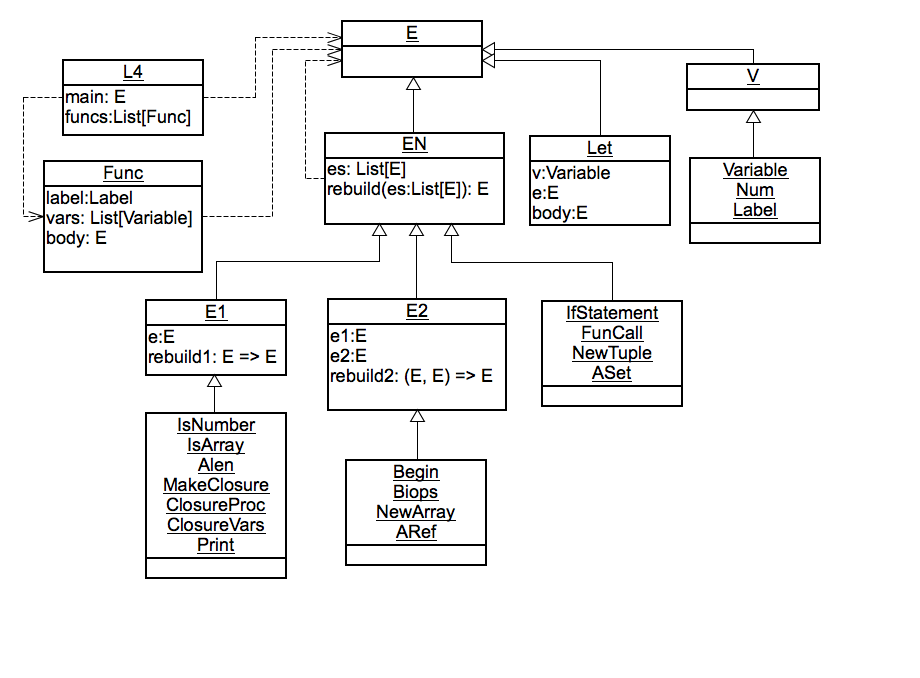 E
L4
main: E
funcs:List[Func]
V
EN
es: List[E]
rebuild(es:List[E]): E
Let
v:Variable
e:E
body:E
Func
label:Label
vars: List[Variable]
body: E
Variable
Num
Label
E1
e:E
rebuild1: E => E
E2
e1:E
e2:E
rebuild2: (E, E) => E
IfStatement
FunCall
NewTuple
ASet
IsNumber
IsArray
Alen
MakeClosure
ClosureProc
ClosureVars
Print
Begin
Biops
NewArray
ARef